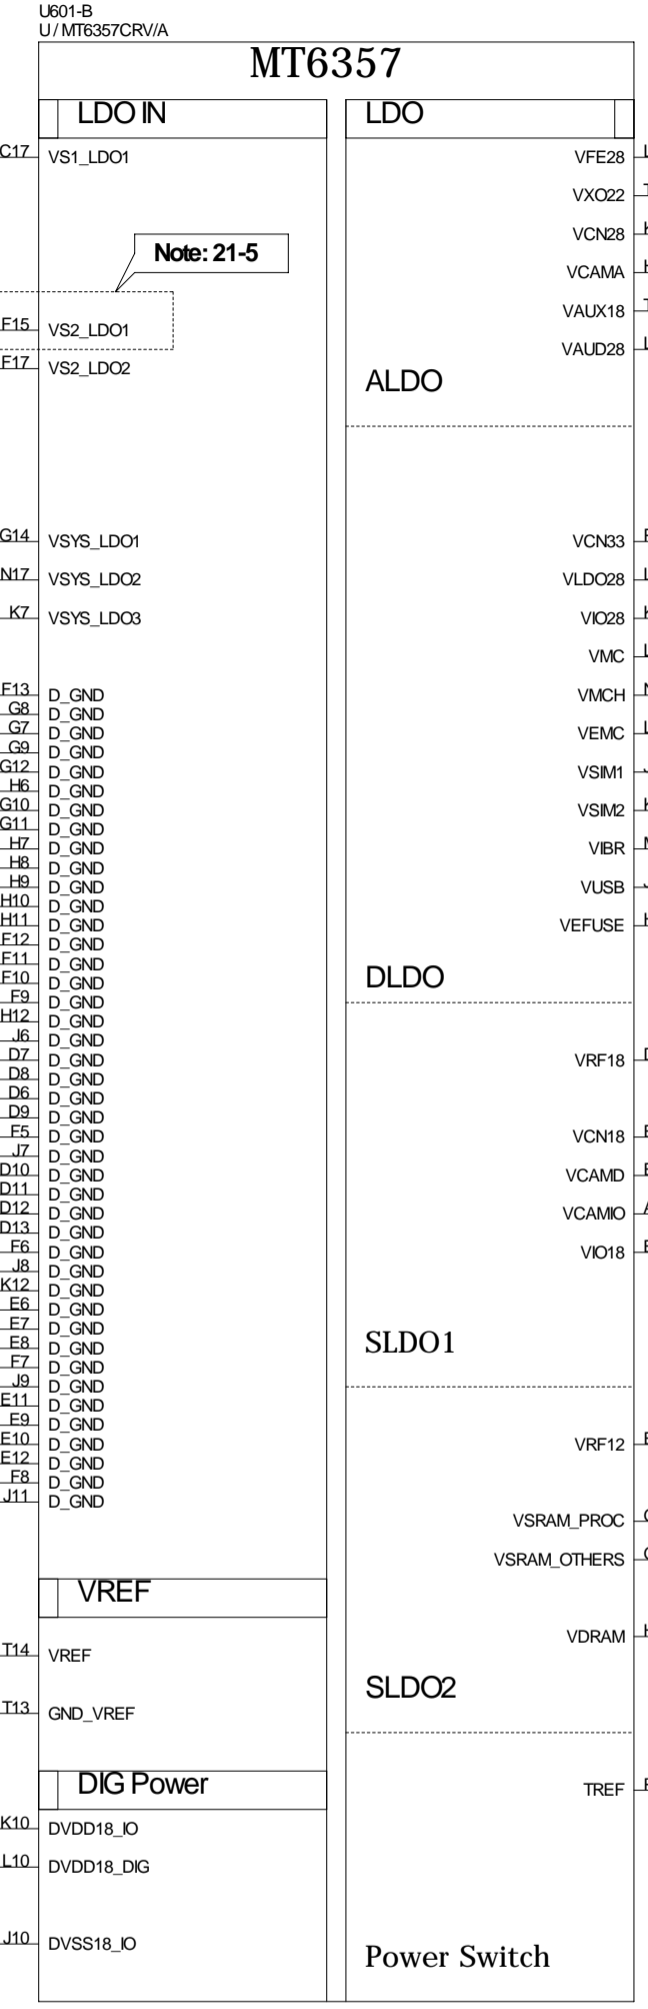 U601-B
U / MT6357CRV/A
MT6357
LDO IN
C17 VS1_LDO1
Note: 21-5
F15 VS2_LDO1
F17 VS2_LDO2
G14 VSYS_LDO1
N17 VSYS_LDO2
K7 VSYS_LDO3
F13 D_GND
G8 D_GND
G7 D_GND
G9 D_GND
G12 D_GND
H6 D_GND
G10 D_GND
G11 D_GND
H7 D_GND
H8 D_GND
H9 D_GND
H10 D_GND
H11 D_GND
F12 D_GND
F11 D_GND
F10 D_GND
F9 D_GND
H12 D_GND
J6 D_GND
D7 D_GND
D8 D_GND
D6 D_GND
D9 D_GND
F5 D_GND
J7 D_GND
D10 D_GND
D11 D_GND
D12 D_GND
D13 D_GND
F6 D_GND
J8 D_GND
K12 D_GND
E6 D_GND
E7 D_GND
E8 D_GND
F7 D_GND
J9 D_GND
E11 D_GND
E9 D_GND
E10 D_GND
E12 D_GND
F8 D_GND
J11 D_GND
VREF
T14 VREF
T13 GND_VREF
DIG Power
K10 DVDD18_IO
L10 DVDD18_DIG
J10 DVSS18_IO
LDO
VFE28
VXO22
VCN28
VCAMA
VAUX18
VAUD28
ALDO
VCN33
VLDO28
VIO28
VMC
VMCH
VEMC
VSIM1
VSIM2
VIBR
VUSB
VEFUSE
DLDO
VRF18
VCN18
VCAMD
VCAMIO
VIO18
SLDO1
VRF12
VSRAM_PROC
VSRAM_OTHERS
VDRAM
SLDO2
TREF
Power Switch